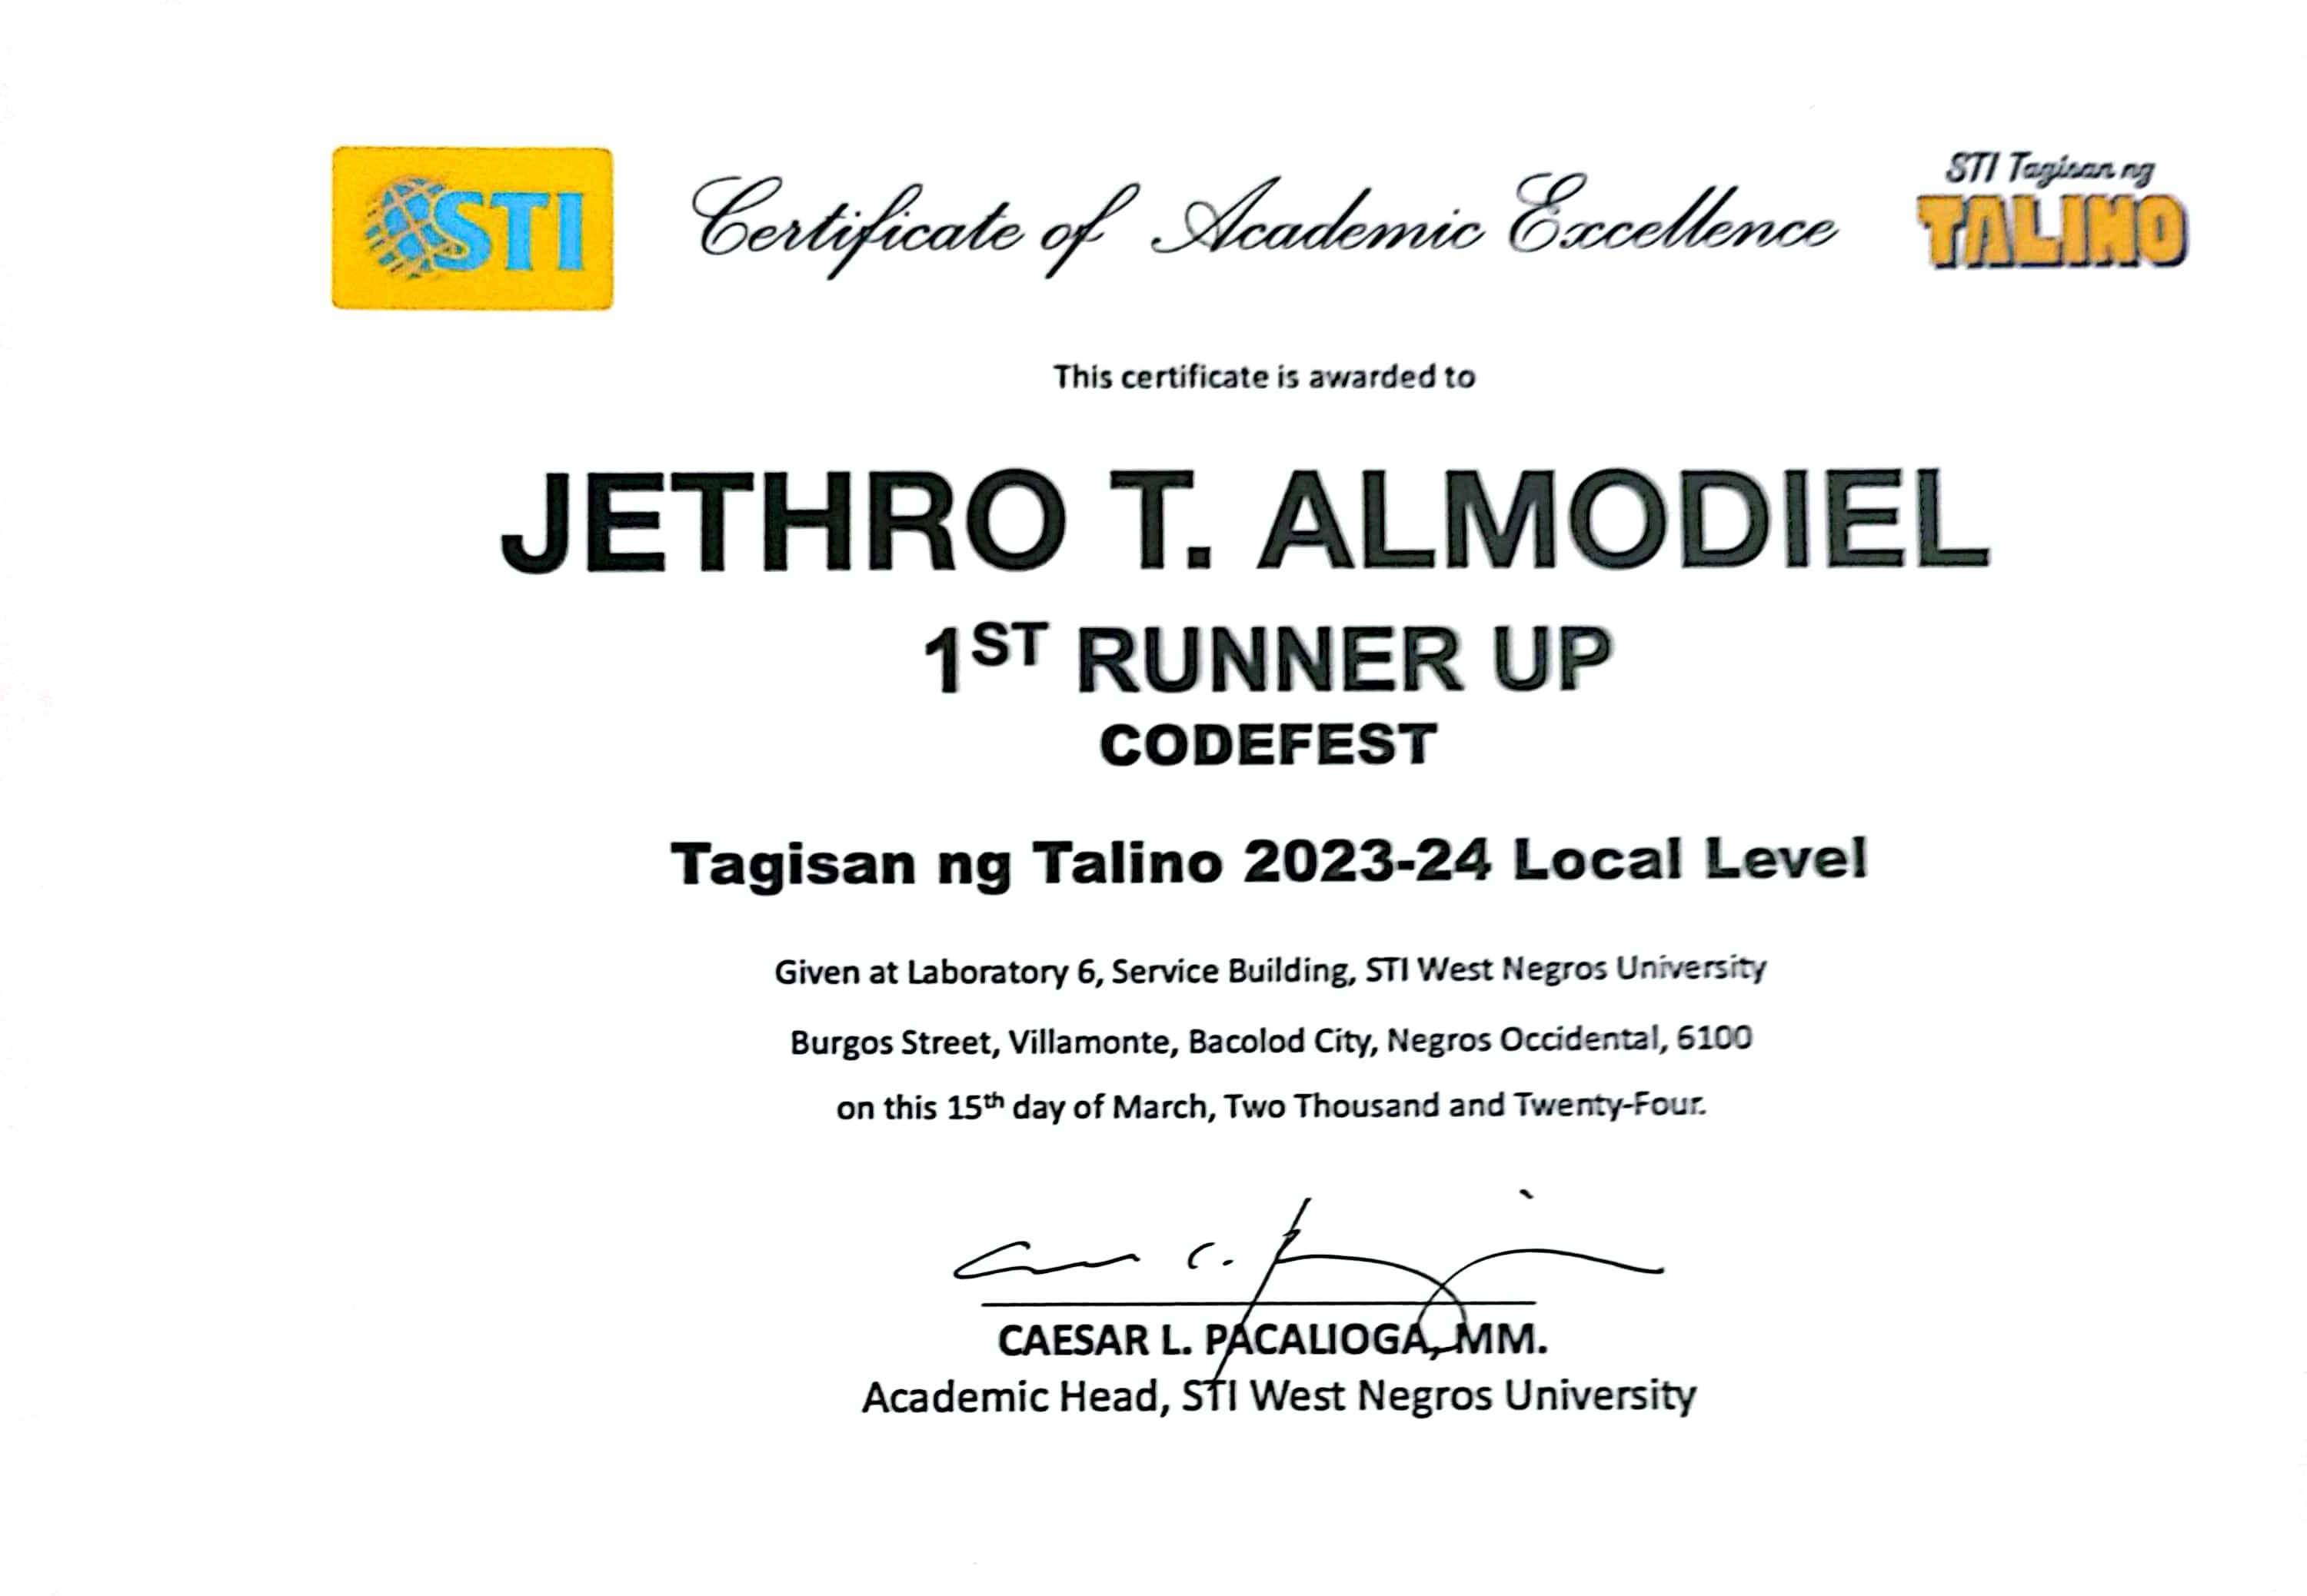 STI
Certificate of Academic Excellence
STI Tagisan ng
TALINO
This certificate is awarded to
JETHRO T. ALMODIEL
1ST RUNNER UP
CODEFEST
Tagisan ng Talino 2023-24 Local Level
Given at Laboratory 6, Service Building, STI West Negros University
Burgos Street, Villamonte, Bacolod City, Negros Occidental, 6100
on this 15th day of March, Two Thousand and Twenty-Four.
CAESAR L. PACALIOGA, MM.
Academic Head, STI West Negros University